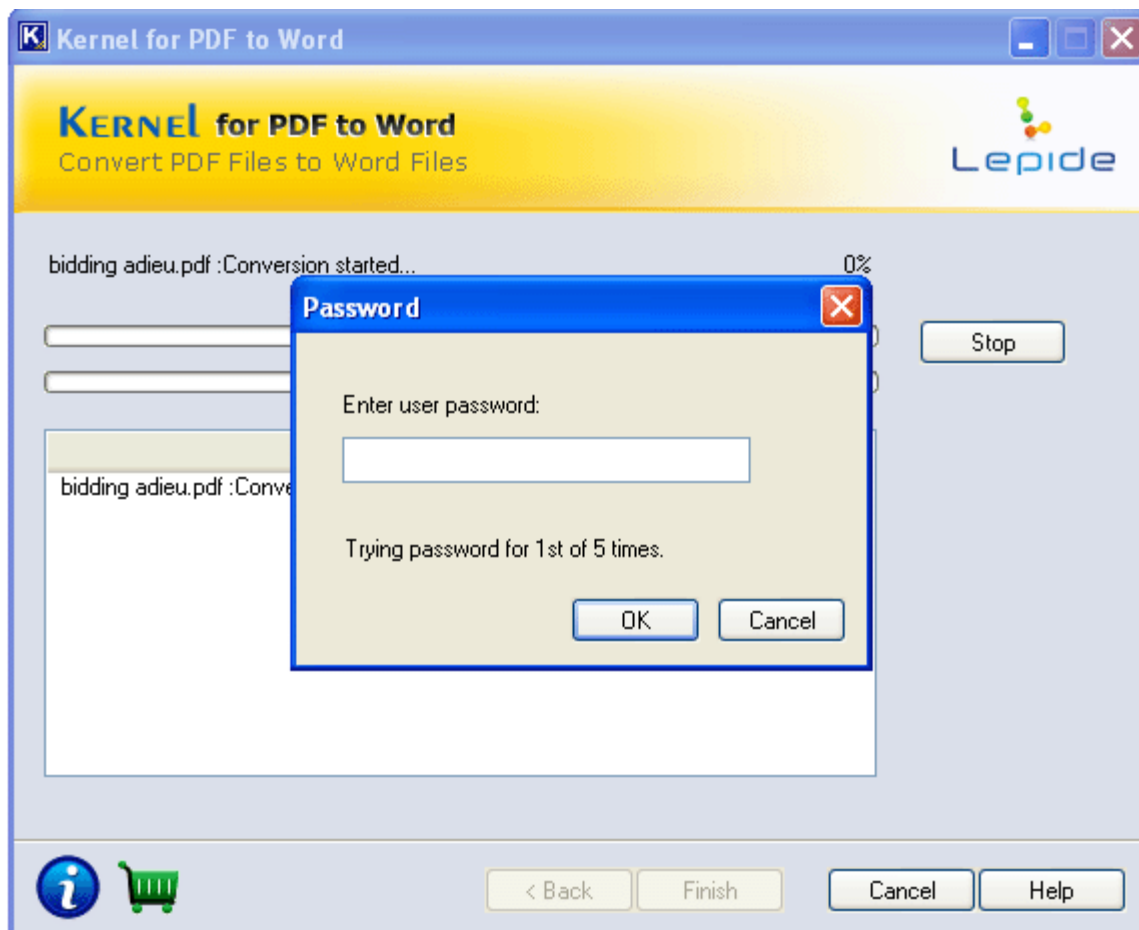 Kernel for PDF to Word
KERNEL for PDF to Word
Convert PDF Files to Word Files
Lepide
bidding adieu.pdf :Conversion started... 0%
Password
Stop
Enter user password:
bidding adieu.pdf :Conve
Trying password for 1st of 5 times.
OK Cancel
< Back Finish Cancel Help